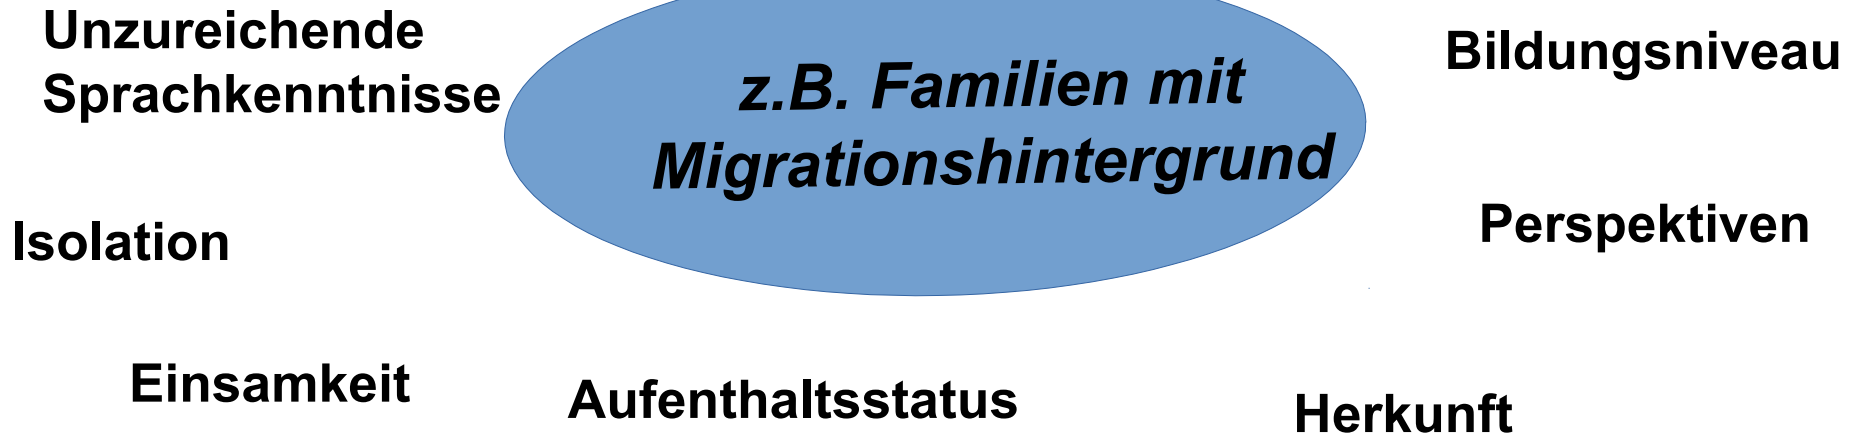 Unzureichende
Sprachkenntnisse
z.B. Familien mit
Migrationshintergrund
Bildungsniveau
Isolation
Perspektiven
Einsamkeit
Aufenthaltsstatus
Herkunft